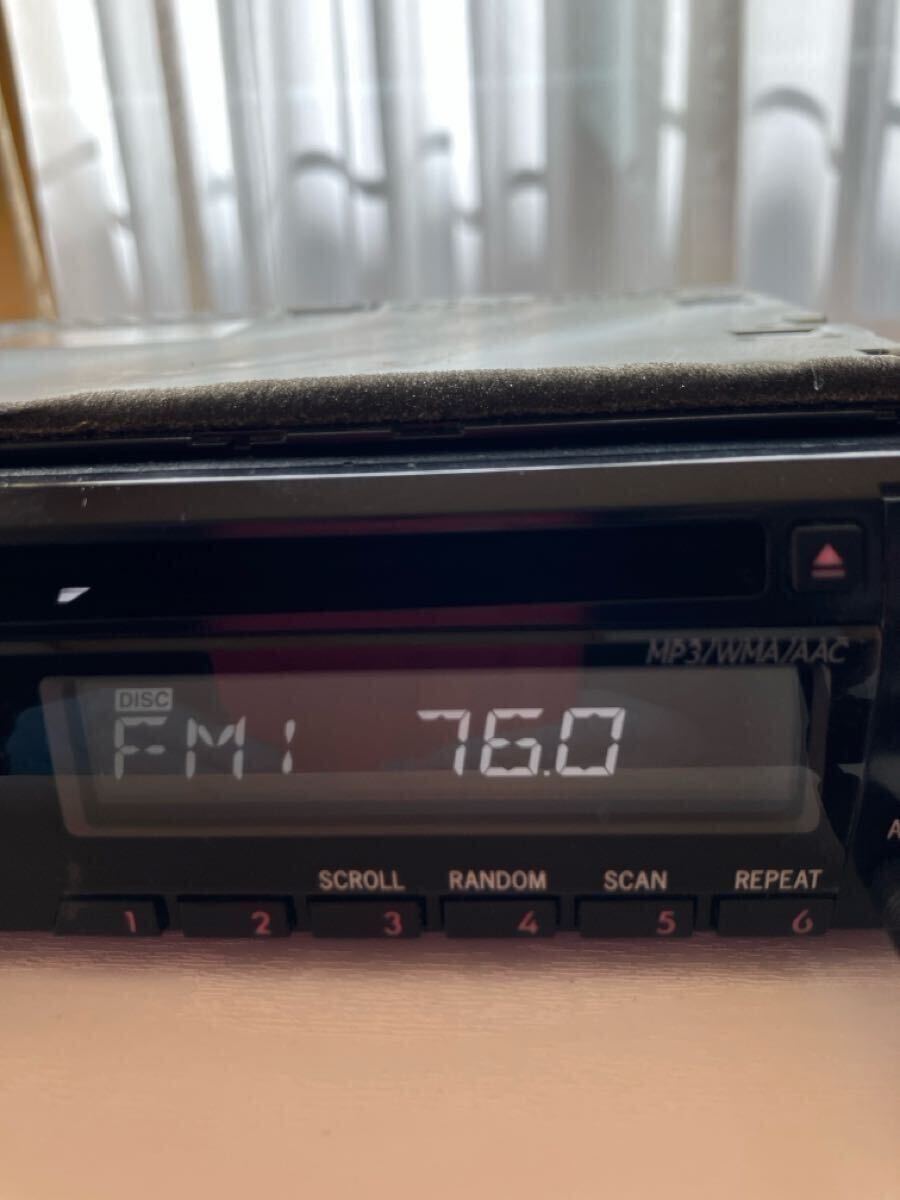 MP3/WMA/AAC
DISC
FM1 76.0
SCROLL RANDOM SCAN REPEAT
1 2 3 4 5 6